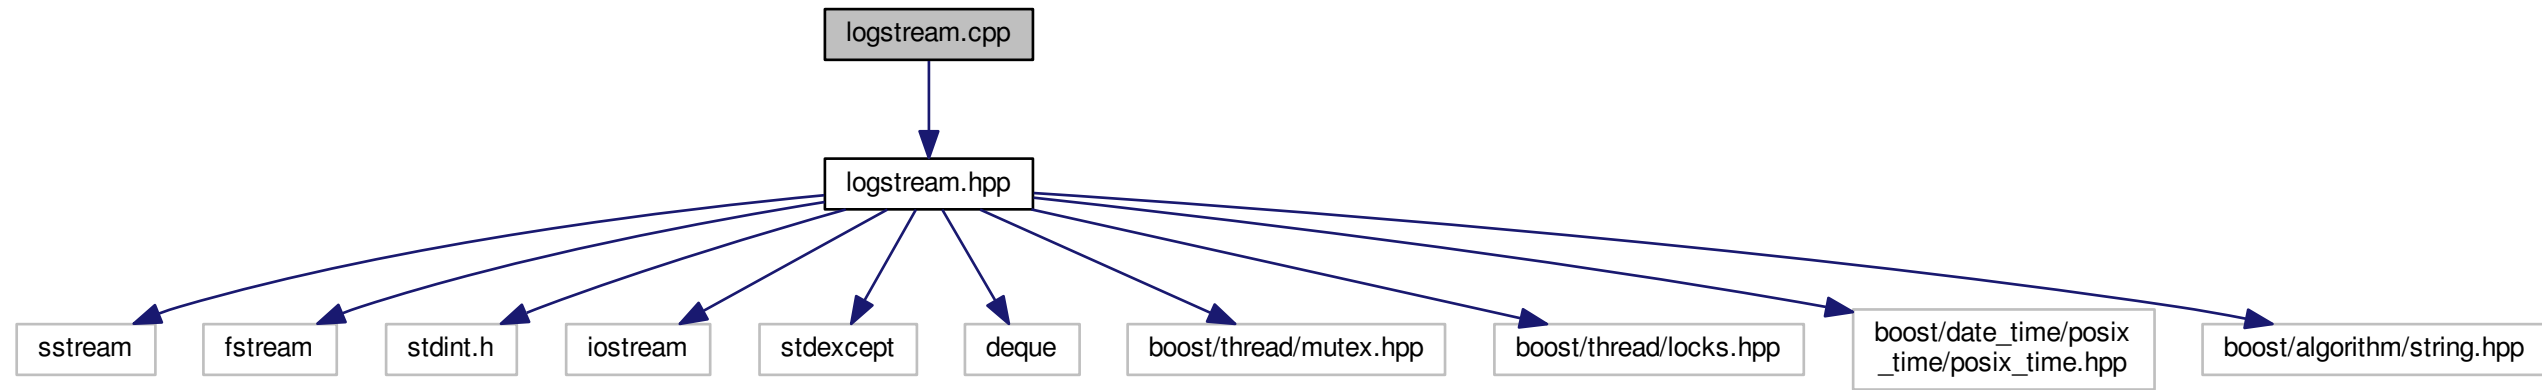 logstream.cpp
logstream.hpp
sstream
fstream
stdint.h
iostream
stdexcept
deque
boost/thread/mutex.hpp
boost/thread/locks.hpp
boost/date_time/posix
_time/posix_time.hpp
boost/algorithm/string.hpp